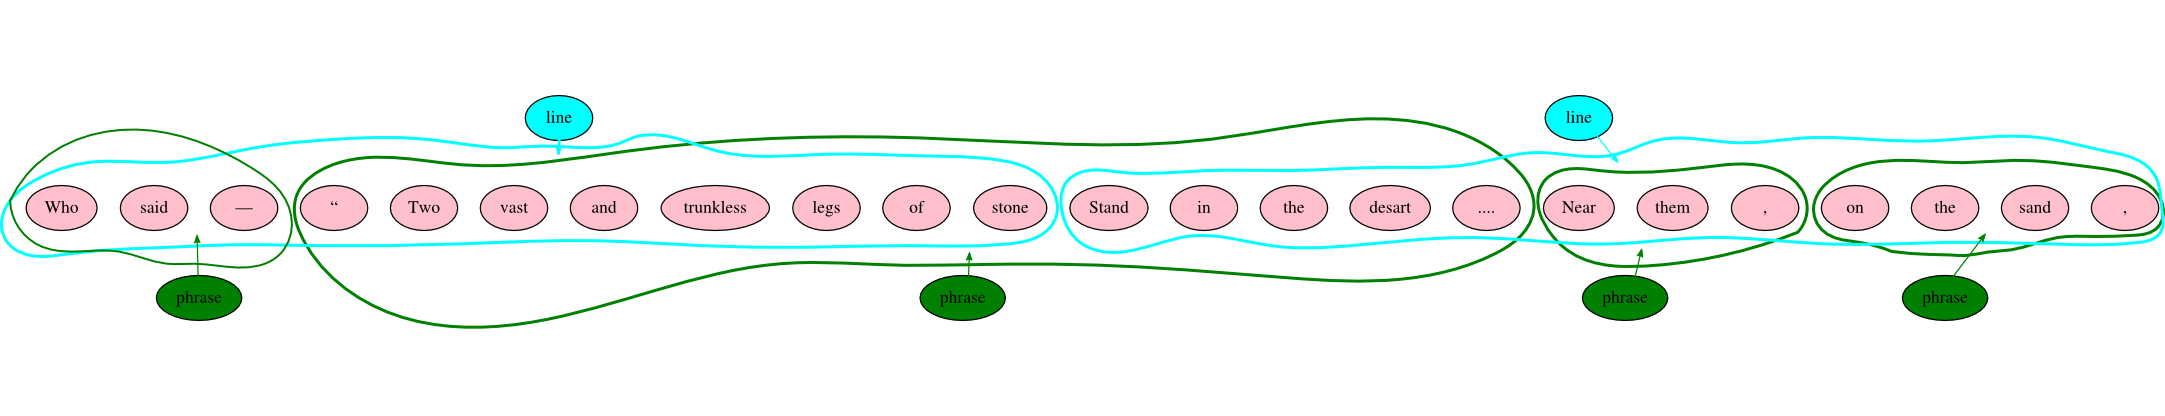 line line
Who said — “ Two vast and trunkless legs of stone Stand in the desart .... Near them , on the sand ,
phrase phrase phrase phrase